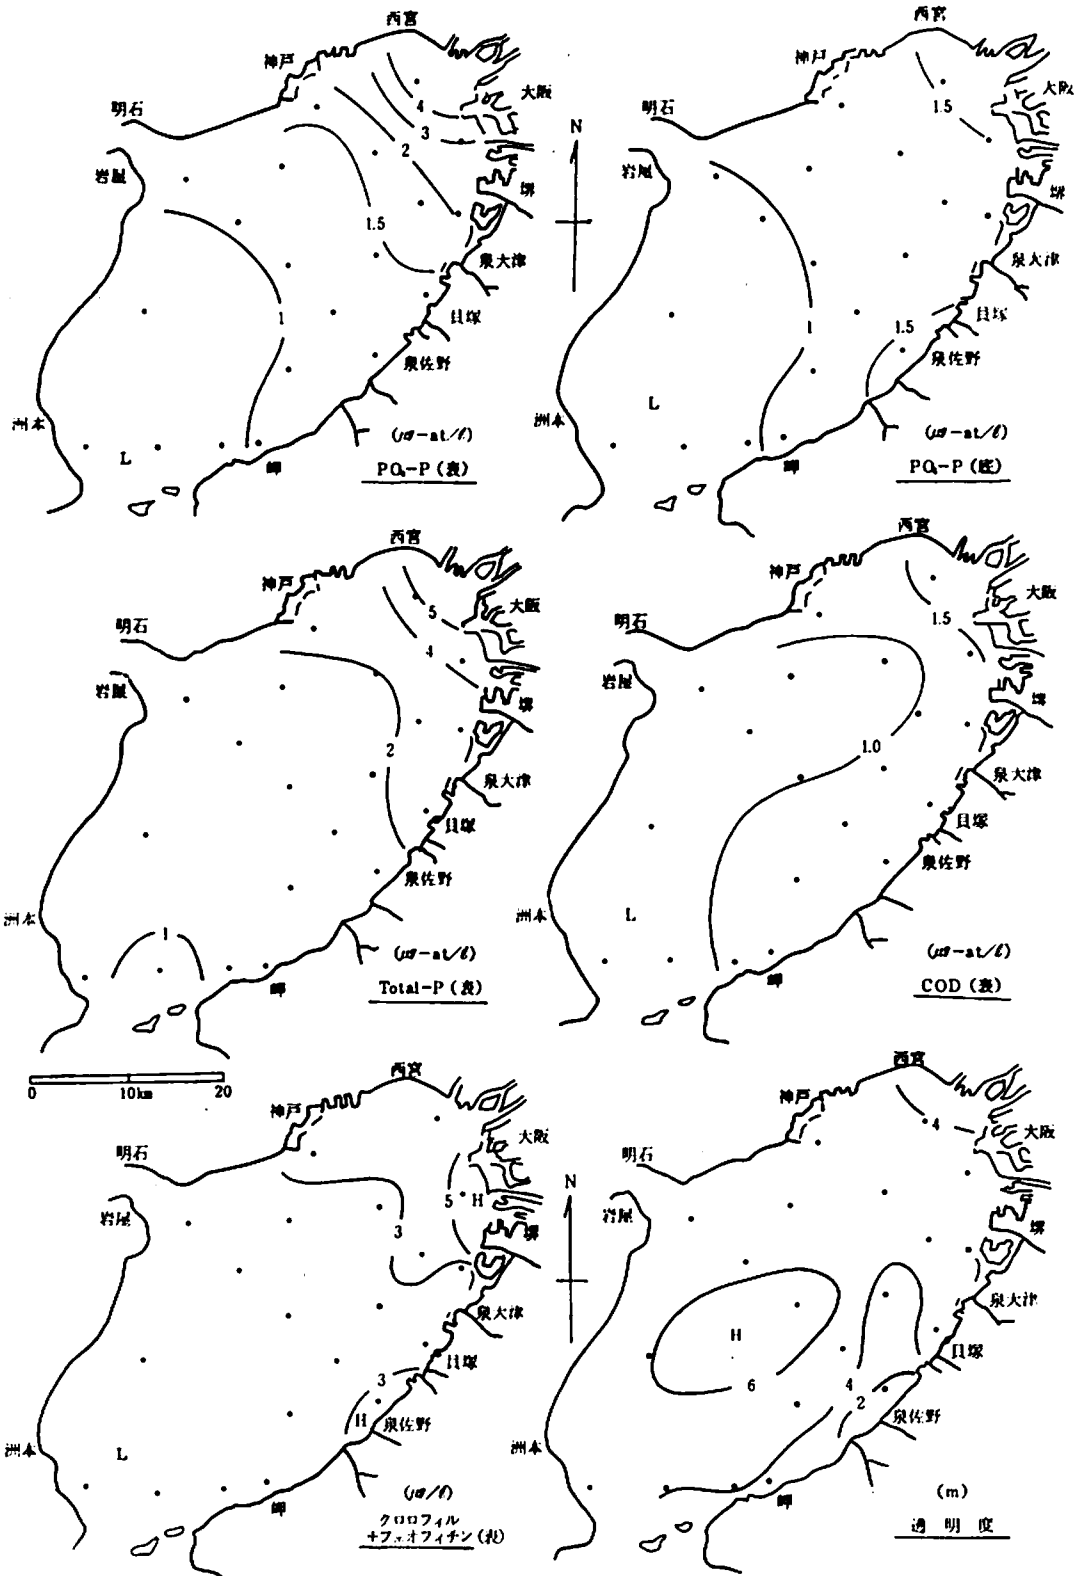 西宮
神戸
明石
大阪
4
3
2
岩屋
堺
1.5
泉大津
1
貝塚
泉佐野
洲本
L
岬
(μg-at/ℓ)
PO₄-P (表)
N
西宮
神戸
明石
大阪
1.5
岩屋
堺
泉大津
貝塚
1
1.5
泉佐野
L
洲本
岬
(μg-at/ℓ)
PO₄-P (底)
西宮
神戸
明石
大阪
5
4
岩屋
堺
2
泉大津
貝塚
泉佐野
洲本
1
岬
(μg-at/ℓ)
Total-P (表)
0 10km 20
西宮
神戸
明石
大阪
1.5
岩屋
堺
1.0
泉大津
貝塚
泉佐野
洲本
L
岬
(μg-at/ℓ)
COD (表)
西宮
神戸
明石
大阪
5
H
岩屋
3
堺
泉大津
貝塚
3
H
泉佐野
洲本
L
岬
(μg/ℓ)
クロロフィル
+フェオフィチン (表)
N
西宮
神戸
明石
4
大阪
岩屋
堺
泉大津
H
貝塚
6
4
2
泉佐野
洲本
岬
(m)
透明度